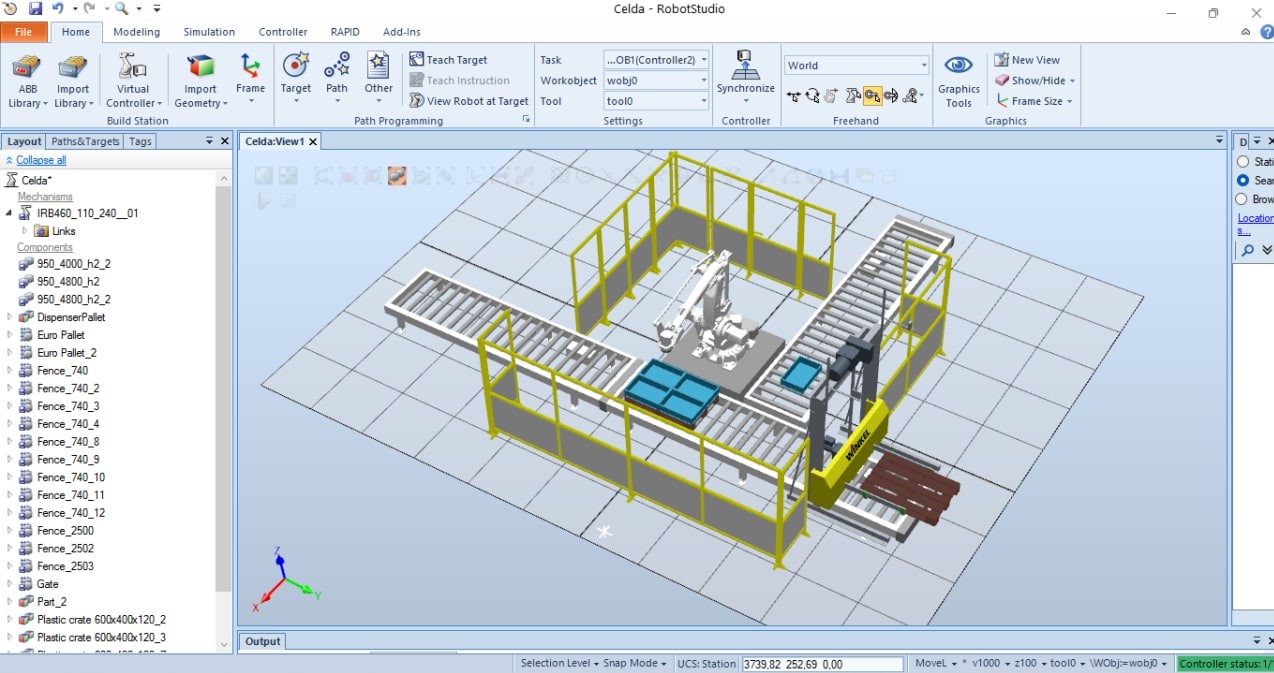 Celda - RobotStudio
File Home Modeling Simulation Controller RAPID Add-Ins
ABB Library
Import Library
Virtual Controller
Import Geometry
Frame
Build Station
Target
Path
Other
Teach Target
Teach Instruction
View Robot at Target
Path Programming
Task ...OB1(Controller2)
Workobject wobj0
Tool tool0
Settings
Synchronize
Controller
World
Freehand
Graphics Tools
New View
Show/Hide
Frame Size
Graphics
Layout Paths&Targets Tags
Celda:View1
Collapse all
Celda*
Mechanisms
IRB460_110_240__01
Links
Components
950_4000_h2_2
950_4800_h2
950_4800_h2_2
DispenserPallet
Euro Pallet
Euro Pallet_2
Fence_740
Fence_740_2
Fence_740_3
Fence_740_4
Fence_740_8
Fence_740_9
Fence_740_10
Fence_740_11
Fence_740_12
Fence_2500
Fence_2502
Fence_2503
Gate
Part_2
Plastic crate 600x400x120_2
Plastic crate 600x400x120_3
WINKEL
Z
X
Y
D
Stati
Sear
Brow
Location
s...
Output
Selection Level Snap Mode UCS: Station 3739,82 252,69 0,00 MoveL * v1000 z100 tool0 \WObj:=wobj0 Controller status: 1/